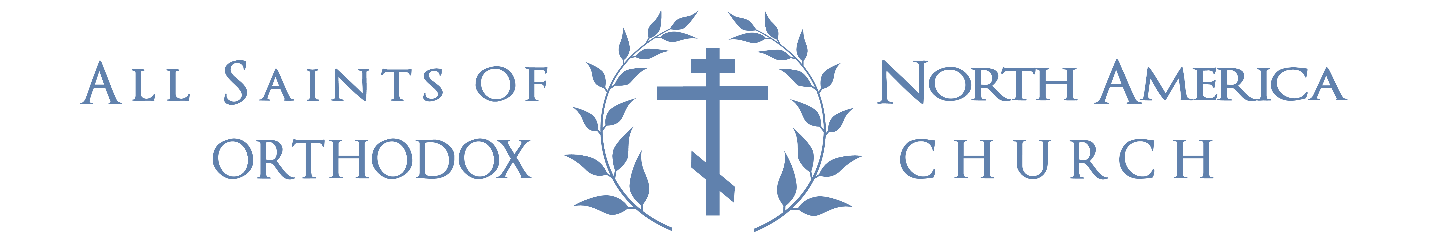 ALL SAINTS OF NORTH AMERICA
ORTHODOX CHURCH